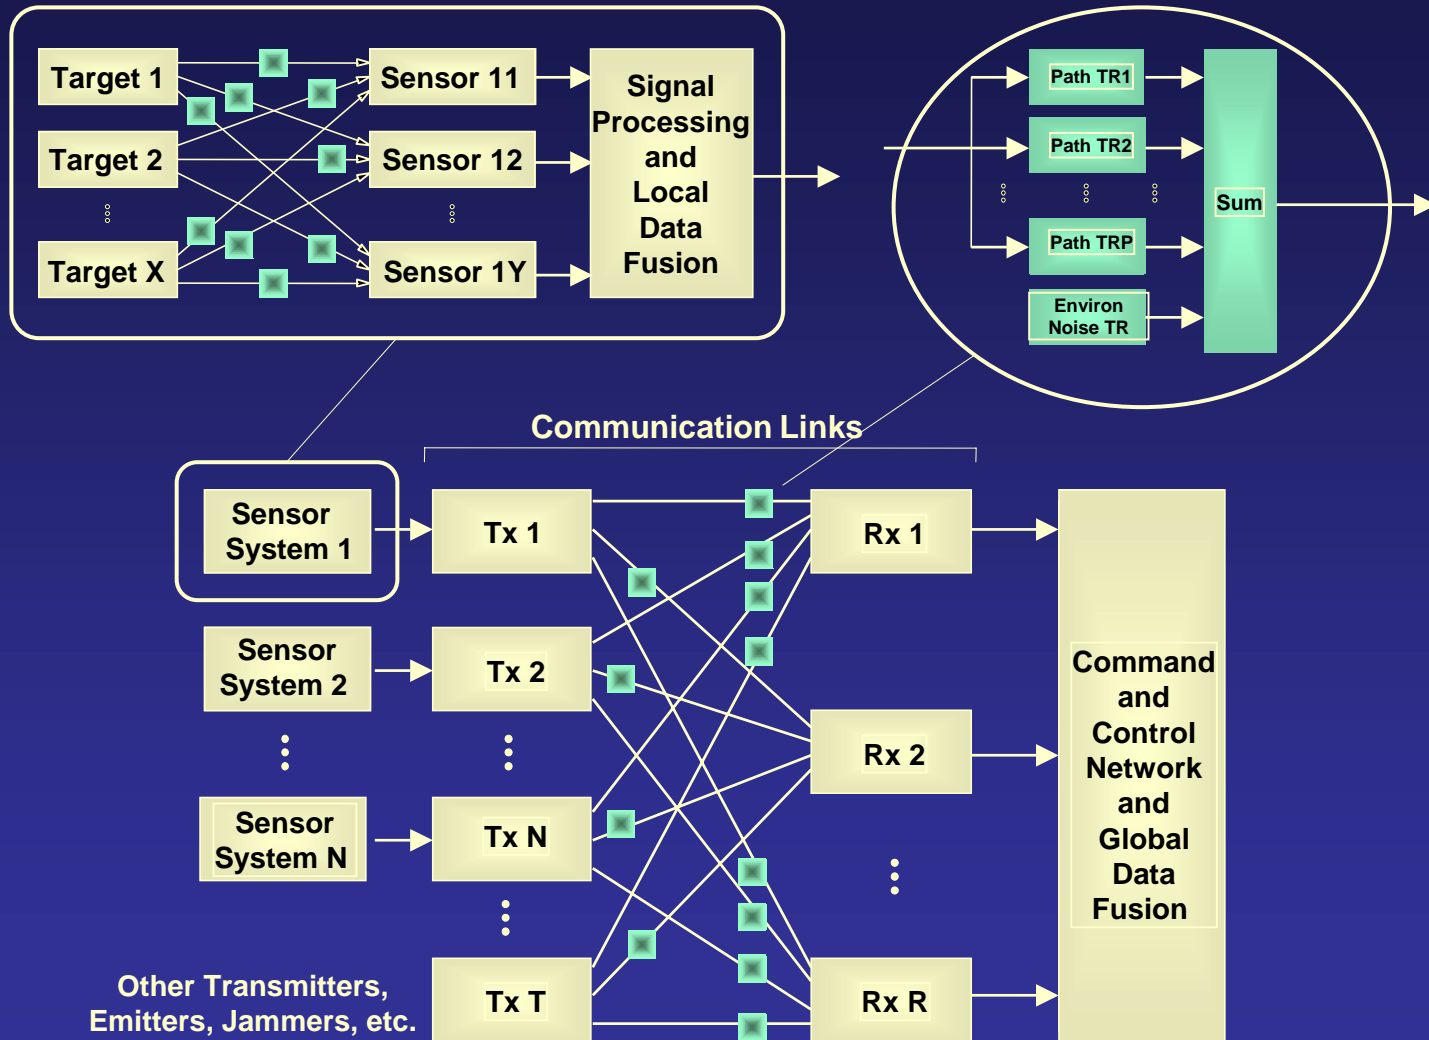 Target 1
Target 2
Target X
Sensor 11
Sensor 12
Sensor 1Y
Signal
Processing
and
Local
Data
Fusion
Path TR1
Path TR2
Path TRP
Environ
Noise TR
Sum
Communication Links
Sensor
System 1
Sensor
System 2
Sensor
System N
Tx 1
Tx 2
Tx N
Tx T
Rx 1
Rx 2
Rx R
Command
and
Control
Network
and
Global
Data
Fusion
Other Transmitters,
Emitters, Jammers, etc.